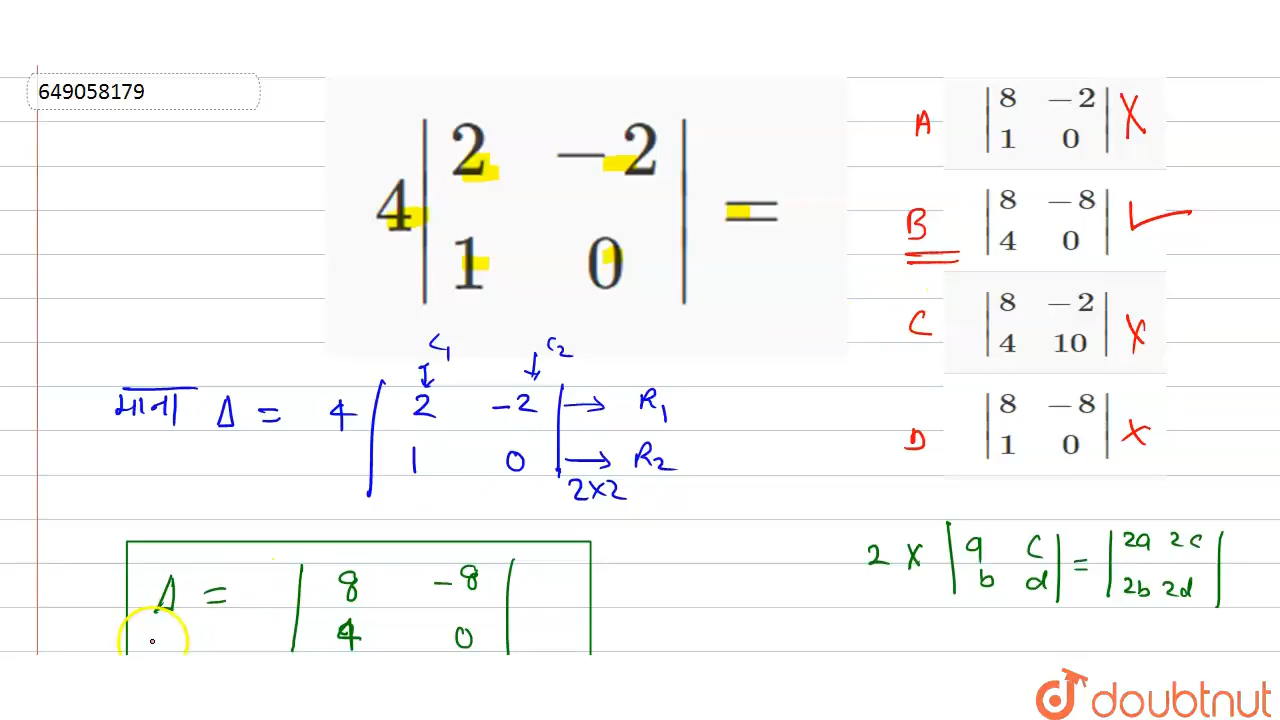 649058179
4| 2 −2 | =
| 1 0 |
A | 8 −2 | X
| 1 0 |
B | 8 −8 | ✓
| 4 0 |
C | 8 −2 | X
| 4 10 |
D | 8 −8 | X
| 1 0 |
C1 C2
↓ ↓
माना Δ = 4 | 2 −2 | → R1
| 1 0 | → R2
2×2
Δ = | 8 −8 |
| 4 0 |
2 × | a c | = | 2a 2c |
| b d | | 2b 2d |
doubtnut